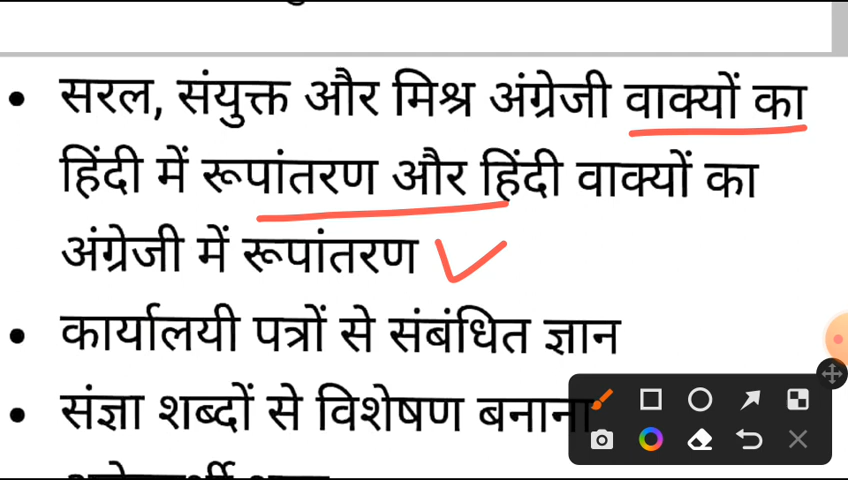 • सरल, संयुक्त और मिश्र अंग्रेजी वाक्यों का
हिंदी में रूपांतरण और हिंदी वाक्यों का
अंग्रेजी में रूपांतरण
• कार्यालयी पत्रों से संबंधित ज्ञान
• संज्ञा शब्दों से विशेषण बनाना